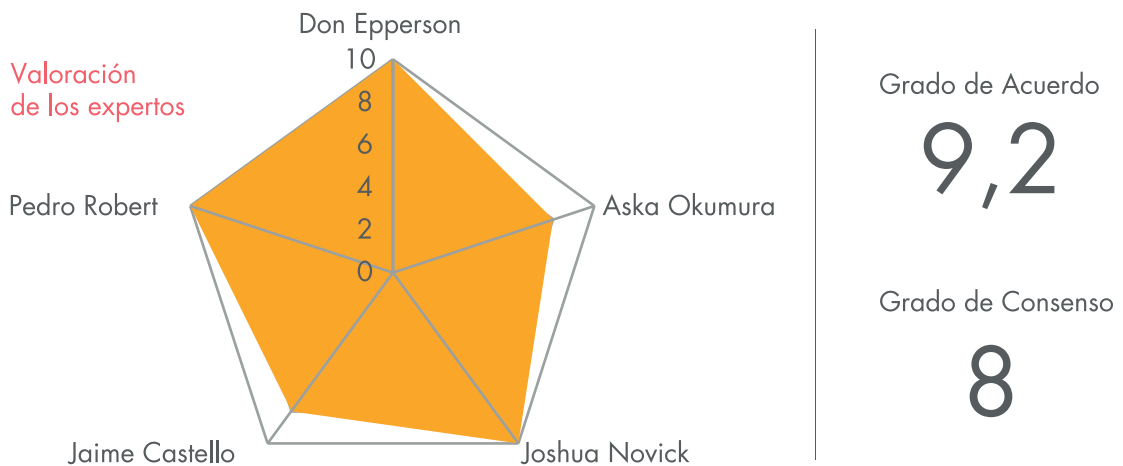 Don Epperson
Valoración
de los expertos
10
8
6
4
2
0
Pedro Robert
Aska Okumura
Jaime Castello
Joshua Novick
Grado de Acuerdo
9,2
Grado de Consenso
8